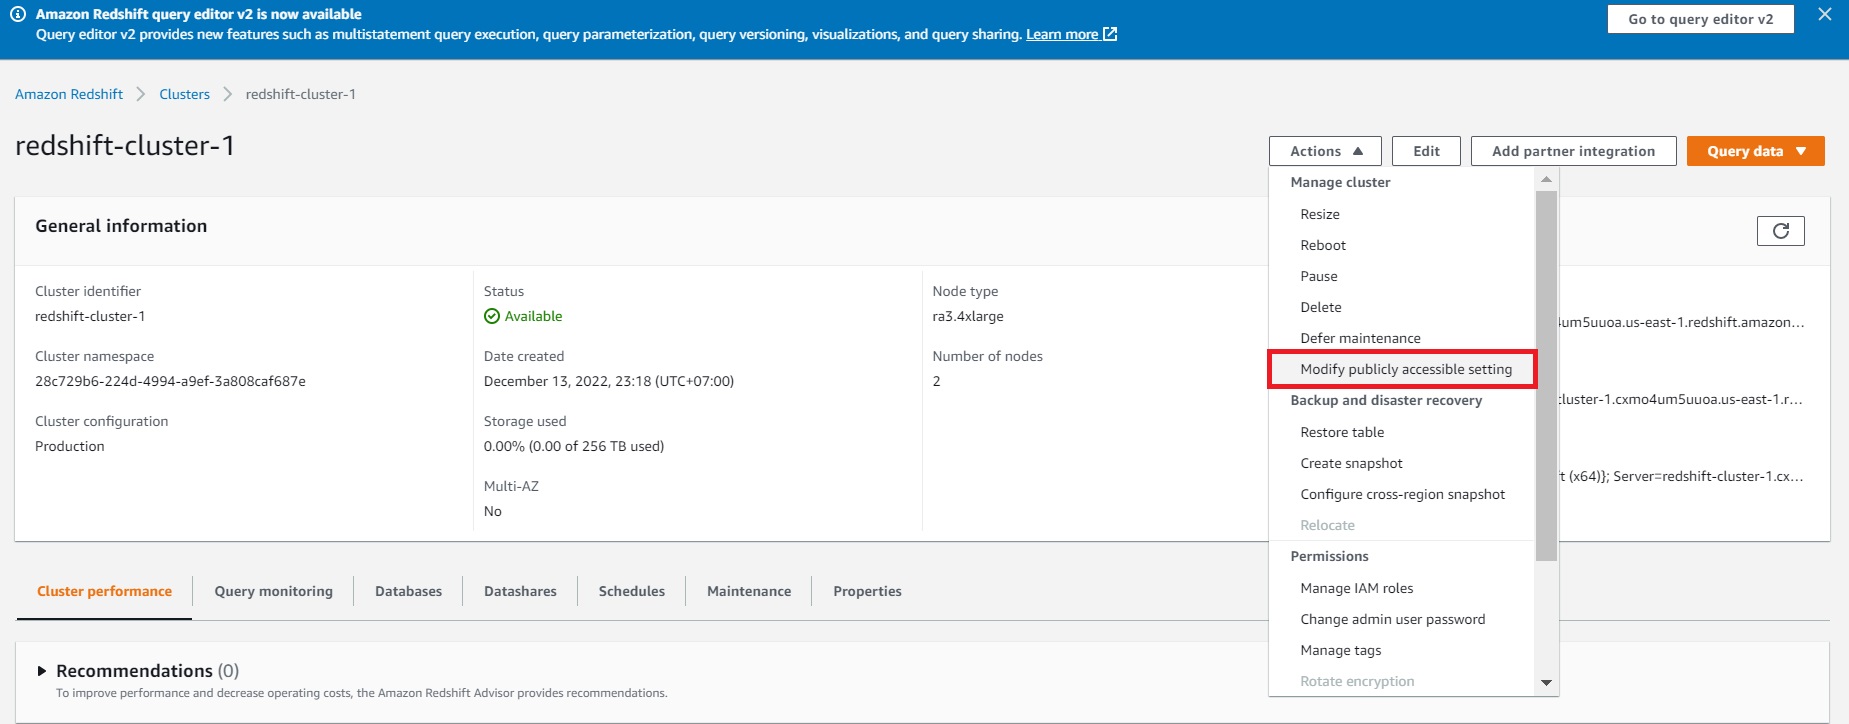 Amazon Redshift query editor v2 is now available
Go to query editor v2
Query editor v2 provides new features such as multistatement query execution, query parameterization, query versioning, visualizations, and query sharing. Learn more
Amazon Redshift
Clusters
redshift-cluster-1
redshift-cluster-1
Actions
Edit
Add partner integration
Query data
General information
Cluster identifier
redshift-cluster-1
Cluster namespace
28c729b6-224d-4994-a9ef-3a808caf687e
Cluster configuration
Production
Status
Available
Date created
December 13, 2022, 23:18 (UTC+07:00)
Storage used
0.00% (0.00 of 256 TB used)
Multi-AZ
No
Node type
ra3.4xlarge
Number of nodes
2
Manage cluster
Resize
Reboot
Pause
Delete
Defer maintenance
Modify publicly accessible setting
Backup and disaster recovery
Restore table
Create snapshot
Configure cross-region snapshot
Relocate
Permissions
Manage IAM roles
Change admin user password
Manage tags
Rotate encryption
4um5uuoa.us-east-1.redshift.amazon...
cluster-1.cxmo4um5uuoa.us-east-1.r...
(x64)}; Server=redshift-cluster-1.cx...
Cluster performance
Query monitoring
Databases
Datashares
Schedules
Maintenance
Properties
Recommendations (0)
To improve performance and decrease operating costs, the Amazon Redshift Advisor provides recommendations.